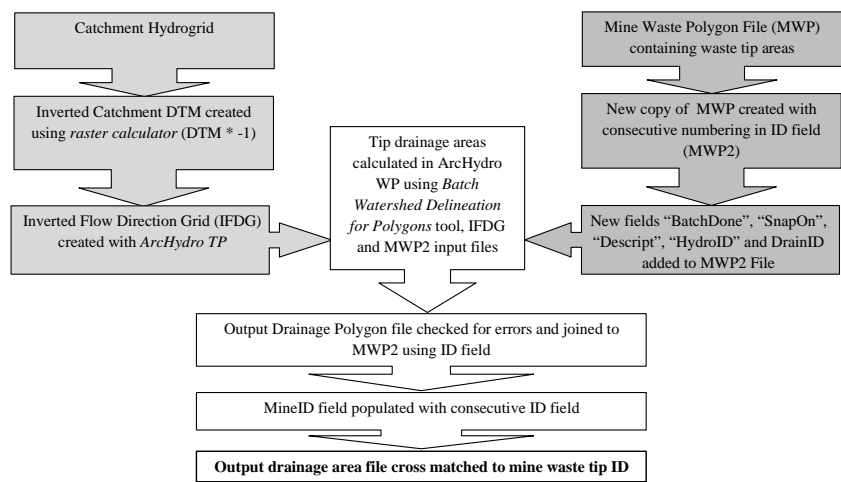 Catchment Hydrogrid
Inverted Catchment DTM created
using raster calculator (DTM * -1)
Inverted Flow Direction Grid (IFDG)
created with ArcHydro TP
Mine Waste Polygon File (MWP)
containing waste tip areas
New copy of MWP created with
consecutive numbering in ID field
(MWP2)
New fields “BatchDone”, “SnapOn”,
“Descript”, “HydroID” and DrainID
added to MWP2 File
Tip drainage areas
calculated in ArcHydro
WP using Batch
Watershed Delineation
for Polygons tool, IFDG
and MWP2 input files
Output Drainage Polygon file checked for errors and joined to
MWP2 using ID field
MineID field populated with consecutive ID field
Output drainage area file cross matched to mine waste tip ID